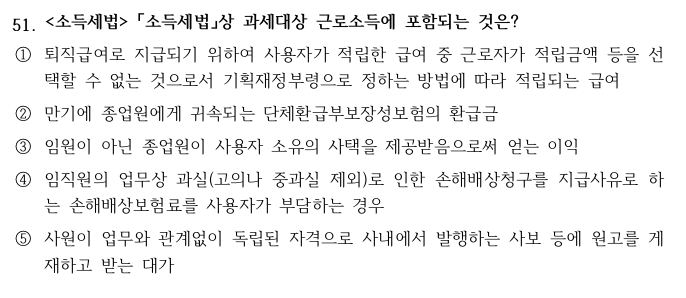 51. <소득세법> 「소득세법」상 과세대상 근로소득에 포함되는 것은?
① 퇴직급여로 지급되기 위하여 사용자가 적립한 급여 중 근로자가 적립금액 등을 선
택할 수 없는 것으로서 기획재정부령으로 정하는 방법에 따라 적립되는 급여
② 만기에 종업원에게 귀속되는 단체환급부보장성보험의 환급금
③ 임원이 아닌 종업원이 사용자 소유의 사택을 제공받음으로써 얻는 이익
④ 임직원의 업무상 과실(고의나 중과실 제외)로 인한 손해배상청구를 지급사유로 하
는 손해배상보험료를 사용자가 부담하는 경우
⑤ 사원이 업무와 관계없이 독립된 자격으로 사내에서 발행하는 사보 등에 원고를 게
재하고 받는 대가